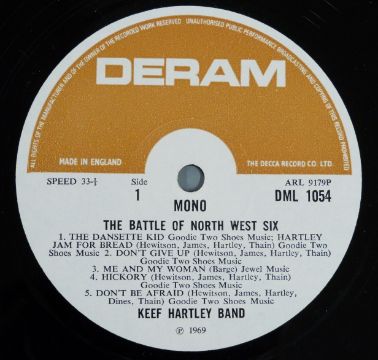 ALL RIGHTS OF THE MANUFACTURER AND OF THE OWNER OF THE RECORDED WORK RESERVED UNAUTHORISED PUBLIC PERFORMANCE BROADCASTING AND COPYING OF THIS RECORD PROHIBITED
DERAM
MADE IN ENGLAND THE DECCA RECORD CO. LTD.
SPEED 33⅓ Side ARL 9179P
1 MONO DML 1054
THE BATTLE OF NORTH WEST SIX
1. THE DANSETTE KID Goodie Two Shoes Music; HARTLEY
JAM FOR BREAD (Hewitson, James, Hartley, Thain) Goodie Two
Shoes Music 2. DON'T GIVE UP (Hewitson, James, Hartley, Thain)
Goodie Two Shoes Music
3. ME AND MY WOMAN (Barge) Jewel Music
4. HICKORY (Hewitson, James, Hartley, Thain)
Goodie Two Shoes Music
5. DON'T BE AFRAID (Hewitson, James, Hartley,
Dines, Thain) Goodie Two Shoes Music
KEEF HARTLEY BAND
℗ 1969